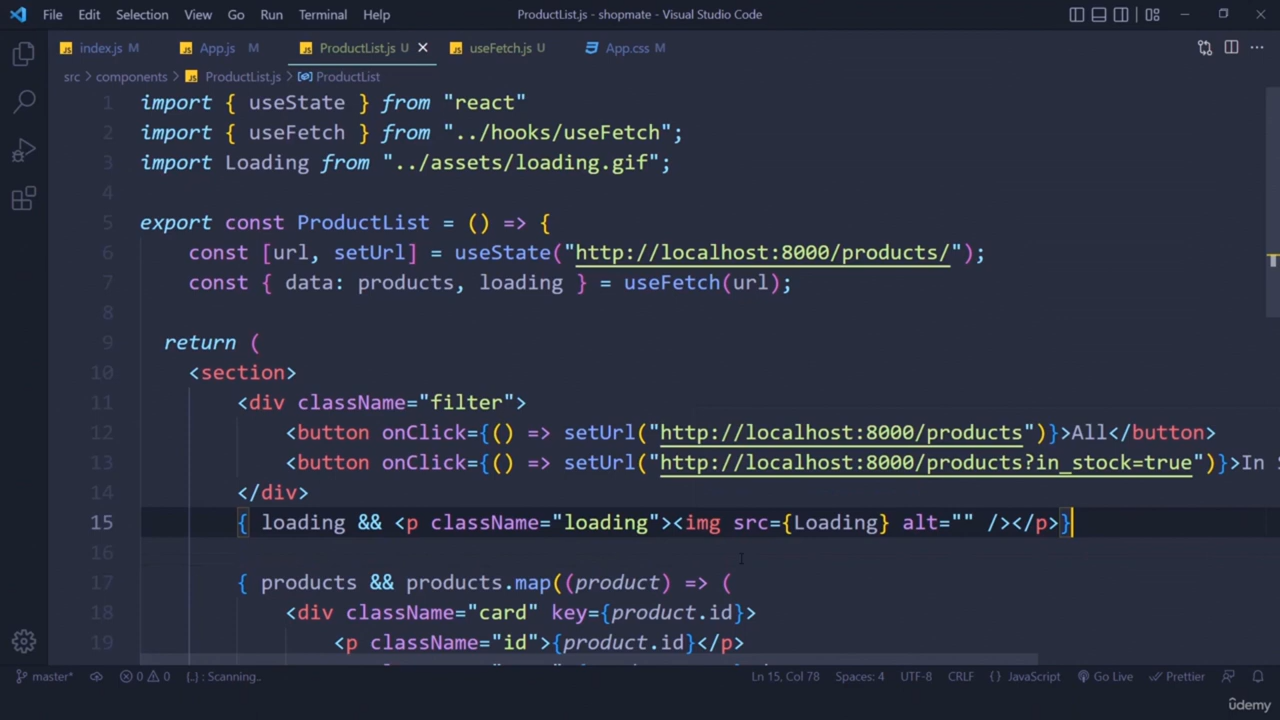 File Edit Selection View Go Run Terminal Help ProductList.js - shopmate - Visual Studio Code
JS index.js M JS App.js M JS ProductList.js U JS useFetch.js U App.css M
src > components > JS ProductList.js > ProductList
1 import { useState } from "react"
2 import { useFetch } from "../hooks/useFetch";
3 import Loading from "../assets/loading.gif";
4
5 export const ProductList = () => {
6 const [url, setUrl] = useState("http://localhost:8000/products/");
7 const { data: products, loading } = useFetch(url);
8
9 return (
10 <section>
11 <div className="filter">
12 <button onClick={() => setUrl("http://localhost:8000/products")}>All</button>
13 <button onClick={() => setUrl("http://localhost:8000/products?in_stock=true")}>In
14 </div>
15 { loading && <p className="loading"><img src={Loading} alt="" /></p>}
16
17 { products && products.map((product) => (
18 <div className="card" key={product.id}>
19 <p className="id">{product.id}</p>
master* 0 0 {..} : Scanning.. Ln 15, Col 78 Spaces: 4 UTF-8 CRLF {} JavaScript Go Live Prettier
udemy